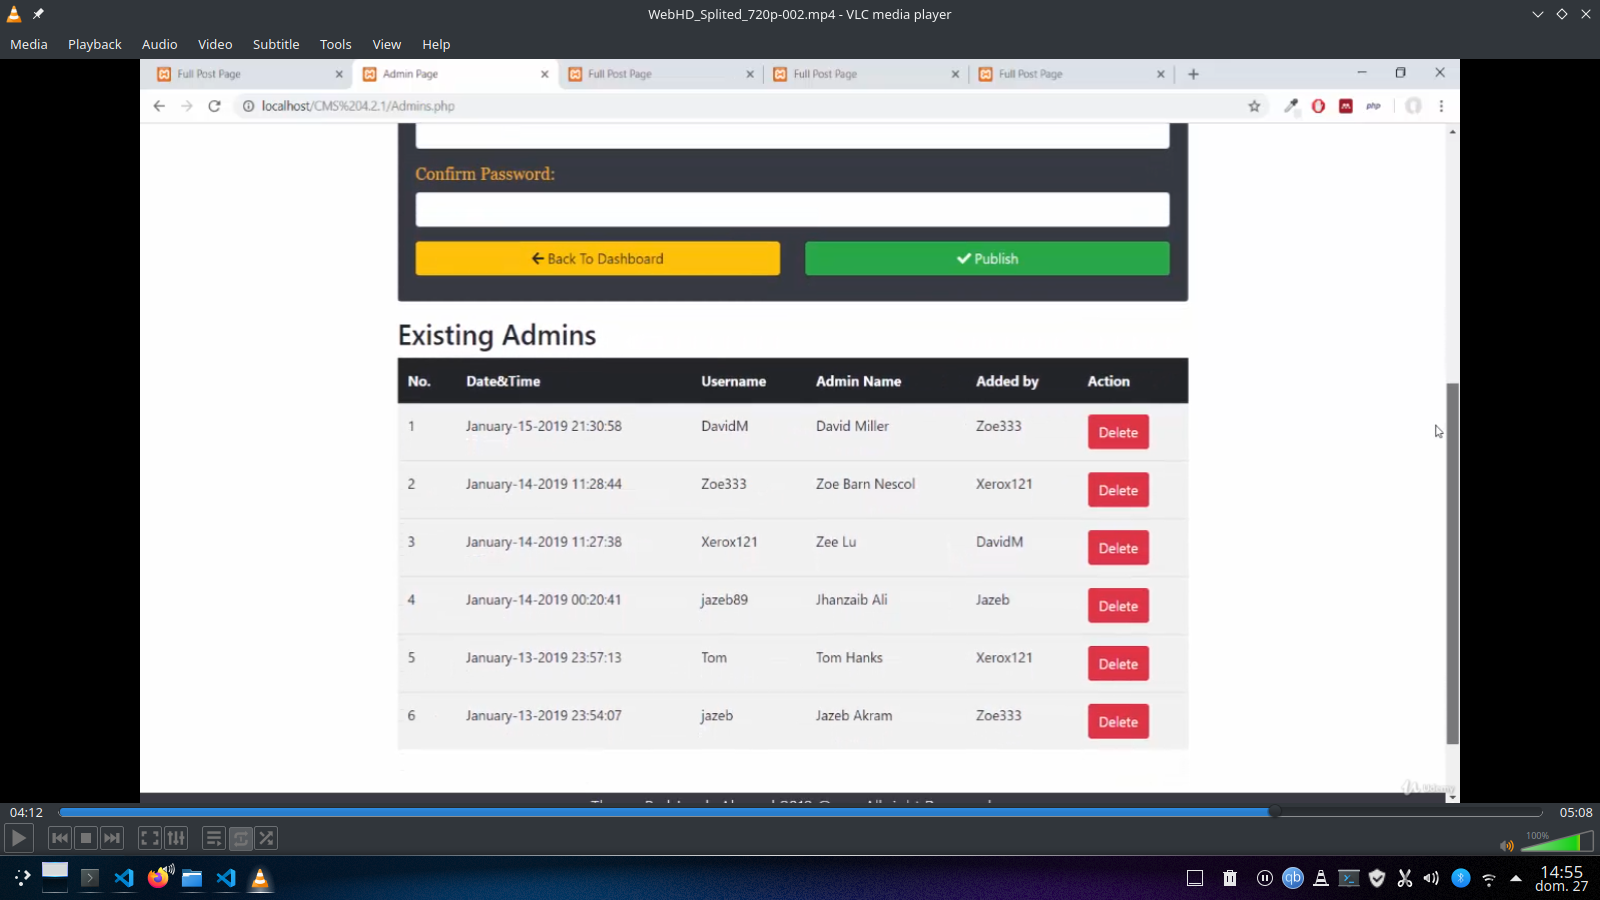 WebHD_Splited_720p-002.mp4 - VLC media player
Media Playback Audio Video Subtitle Tools View Help
Full Post Page Admin Page Full Post Page Full Post Page Full Post Page
localhost/CMS%204.2.1/Admins.php
php
Confirm Password:
Back To Dashboard Publish
Existing Admins
No. Date&Time Username Admin Name Added by Action
1 January-15-2019 21:30:58 DavidM David Miller Zoe333 Delete
2 January-14-2019 11:28:44 Zoe333 Zoe Barn Nescol Xerox121 Delete
3 January-14-2019 11:27:38 Xerox121 Zee Lu DavidM Delete
4 January-14-2019 00:20:41 jazeb89 Jhanzaib Ali Jazeb Delete
5 January-13-2019 23:57:13 Tom Tom Hanks Xerox121 Delete
6 January-13-2019 23:54:07 jazeb Jazeb Akram Zoe333 Delete
04:12 05:08
100%
qb
14:55
dom. 27